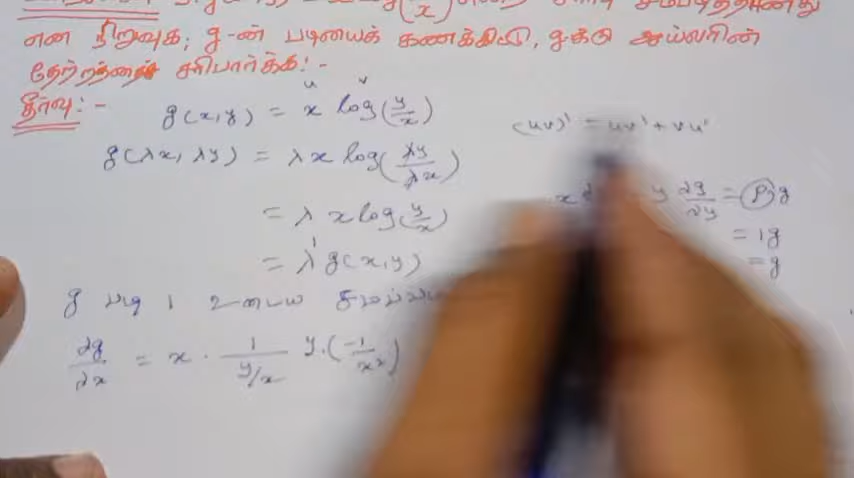 என நிறுவுக; g-ன் படியைக் கணக்கிடு, g-க்கு ஆய்லரின்
தேற்றத்தை சரிபார்க்க:-
தீர்வு:-
u v
g(x,y) = x log(y/x)
(uv)' = uv' + vu'
g(λx, λy) = λx log(λy/λx)
= λ x log(y/x)
y ∂g/∂y = p g
= λ¹ g(x,y)
= 1g
= g
g படி 1 உடைய
∂g/∂x = x · 1/(y/x) y·(-1/x²)